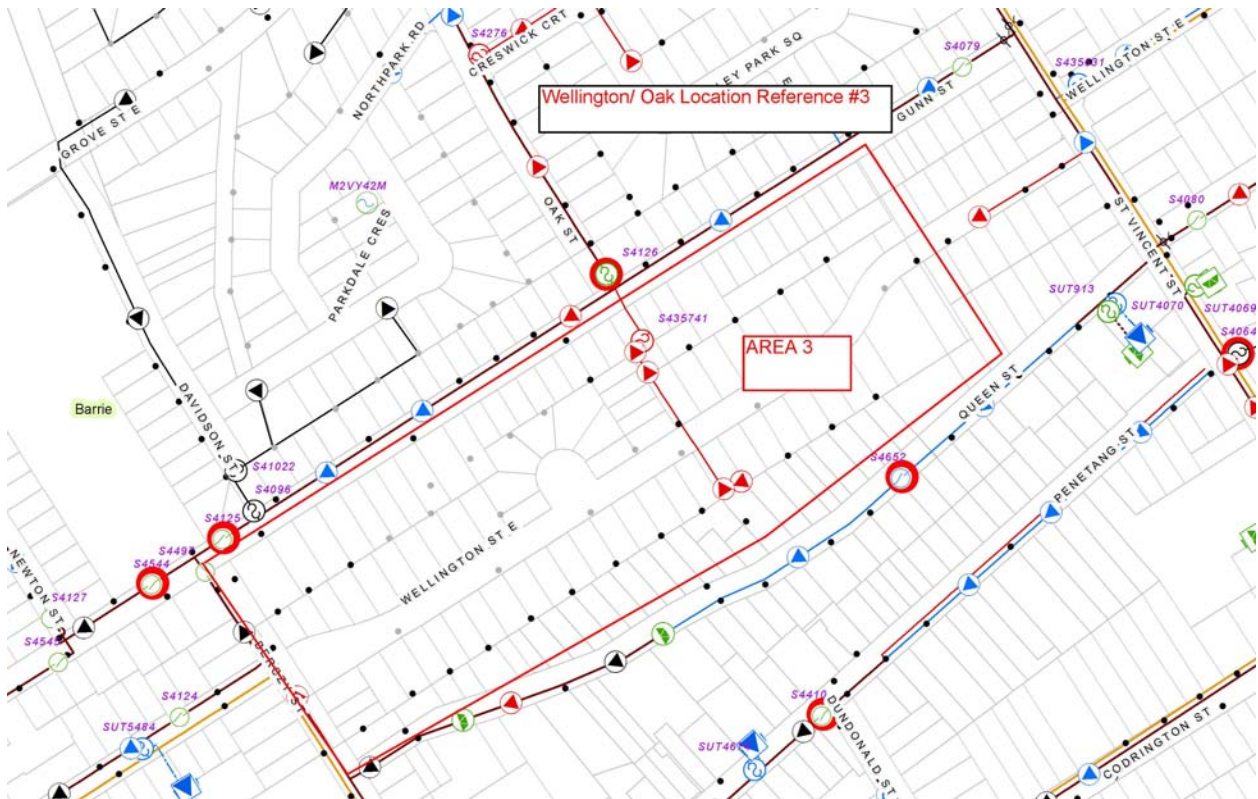 S4276
CRESWICK CRT
NORTHPARK RD
S4079
S435
WELLINGTON ST E
GROVE ST E
Wellington/ Oak Location Reference #3
GUNN ST
M2VY42M
PARKDALE CRES
OAK ST
S4126
S4080
ST VINCENT ST
SUT913
SUT4070
SUT4069
S4064
S435741
AREA 3
Barrie
DAVIDSON ST
QUEEN ST
S4652
PENETANG ST
S41022
S4096
S4125
S4497
S4544
WELLINGTON ST E
NEWTON ST
S4127
S4545
S4124
SUT5484
S4410
DUNDONALD ST
CODRINGTON ST